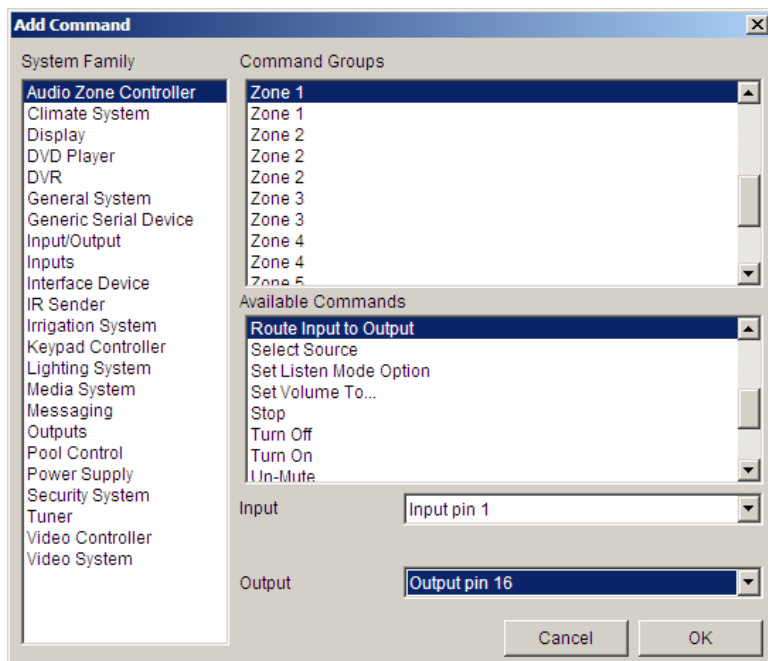 Add Command
System Family
Audio Zone Controller
Climate System
Display
DVD Player
DVR
General System
Generic Serial Device
Input/Output
Inputs
Interface Device
IR Sender
Irrigation System
Keypad Controller
Lighting System
Media System
Messaging
Outputs
Pool Control
Power Supply
Security System
Tuner
Video Controller
Video System
Command Groups
Zone 1
Zone 1
Zone 2
Zone 2
Zone 2
Zone 3
Zone 3
Zone 4
Zone 4
Zone 5
Available Commands
Route Input to Output
Select Source
Set Listen Mode Option
Set Volume To...
Stop
Turn Off
Turn On
Un-Mute
Input Input pin 1
Output Output pin 16
Cancel OK